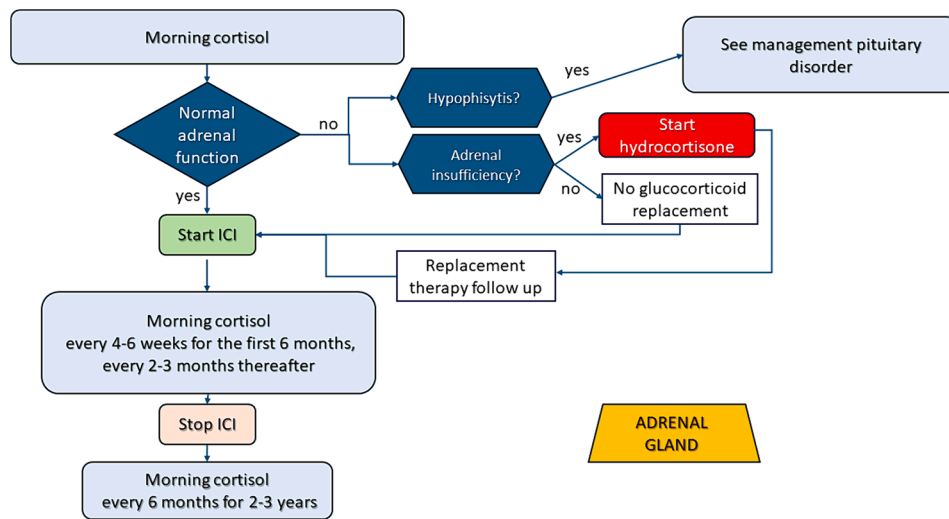 Morning cortisol
See management pituitary
disorder
yes
Hypophisytis?
Normal
adrenal
function
no
yes
Start
hydrocortisone
Adrenal
insufficiency?
no
No glucocorticoid
replacement
yes
Start ICI
Replacement
therapy follow up
Morning cortisol
every 4-6 weeks for the first 6 months,
every 2-3 months thereafter
Stop ICI
ADRENAL
GLAND
Morning cortisol
every 6 months for 2-3 years